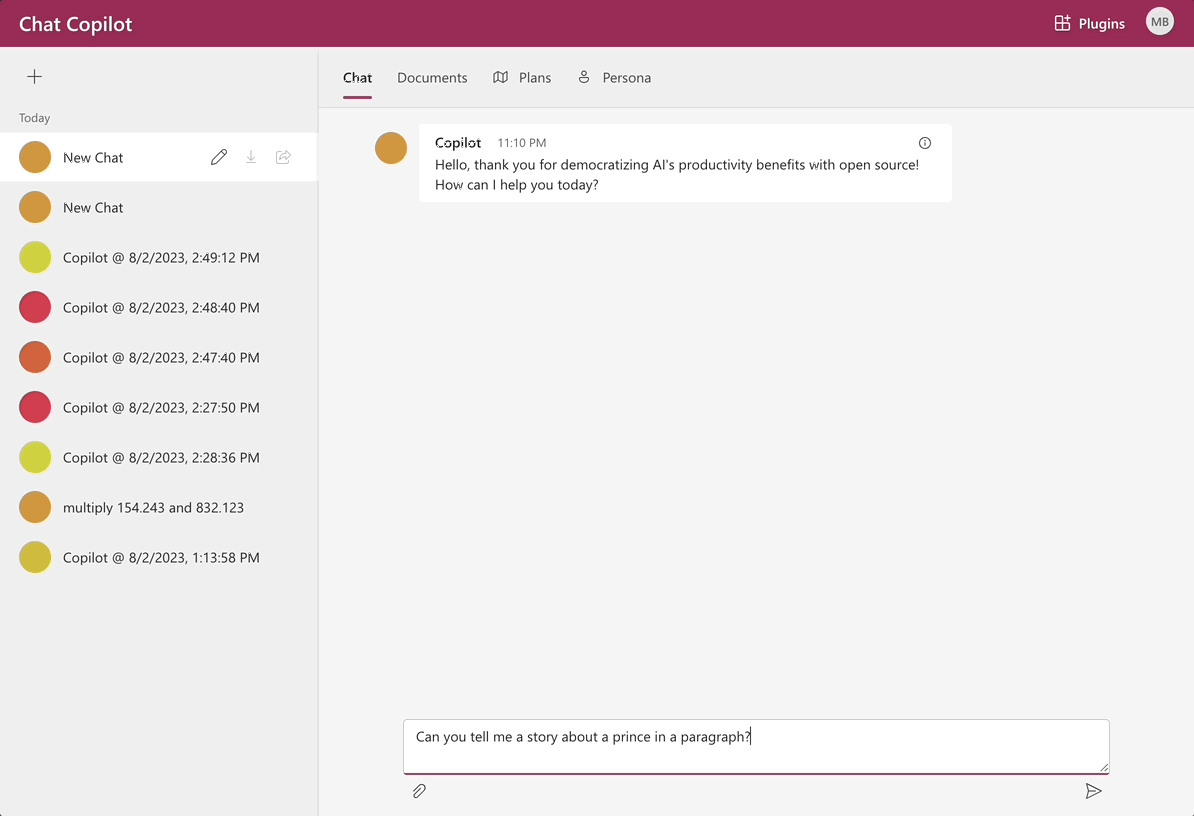 Chat Copilot
Plugins
MB
Today
New Chat
New Chat
Copilot @ 8/2/2023, 2:49:12 PM
Copilot @ 8/2/2023, 2:48:40 PM
Copilot @ 8/2/2023, 2:47:40 PM
Copilot @ 8/2/2023, 2:27:50 PM
Copilot @ 8/2/2023, 2:28:36 PM
multiply 154.243 and 832.123
Copilot @ 8/2/2023, 1:13:58 PM
Chat Documents Plans Persona
Copilot 11:10 PM
Hello, thank you for democratizing AI's productivity benefits with open source!
How can I help you today?
Can you tell me a story about a prince in a paragraph?